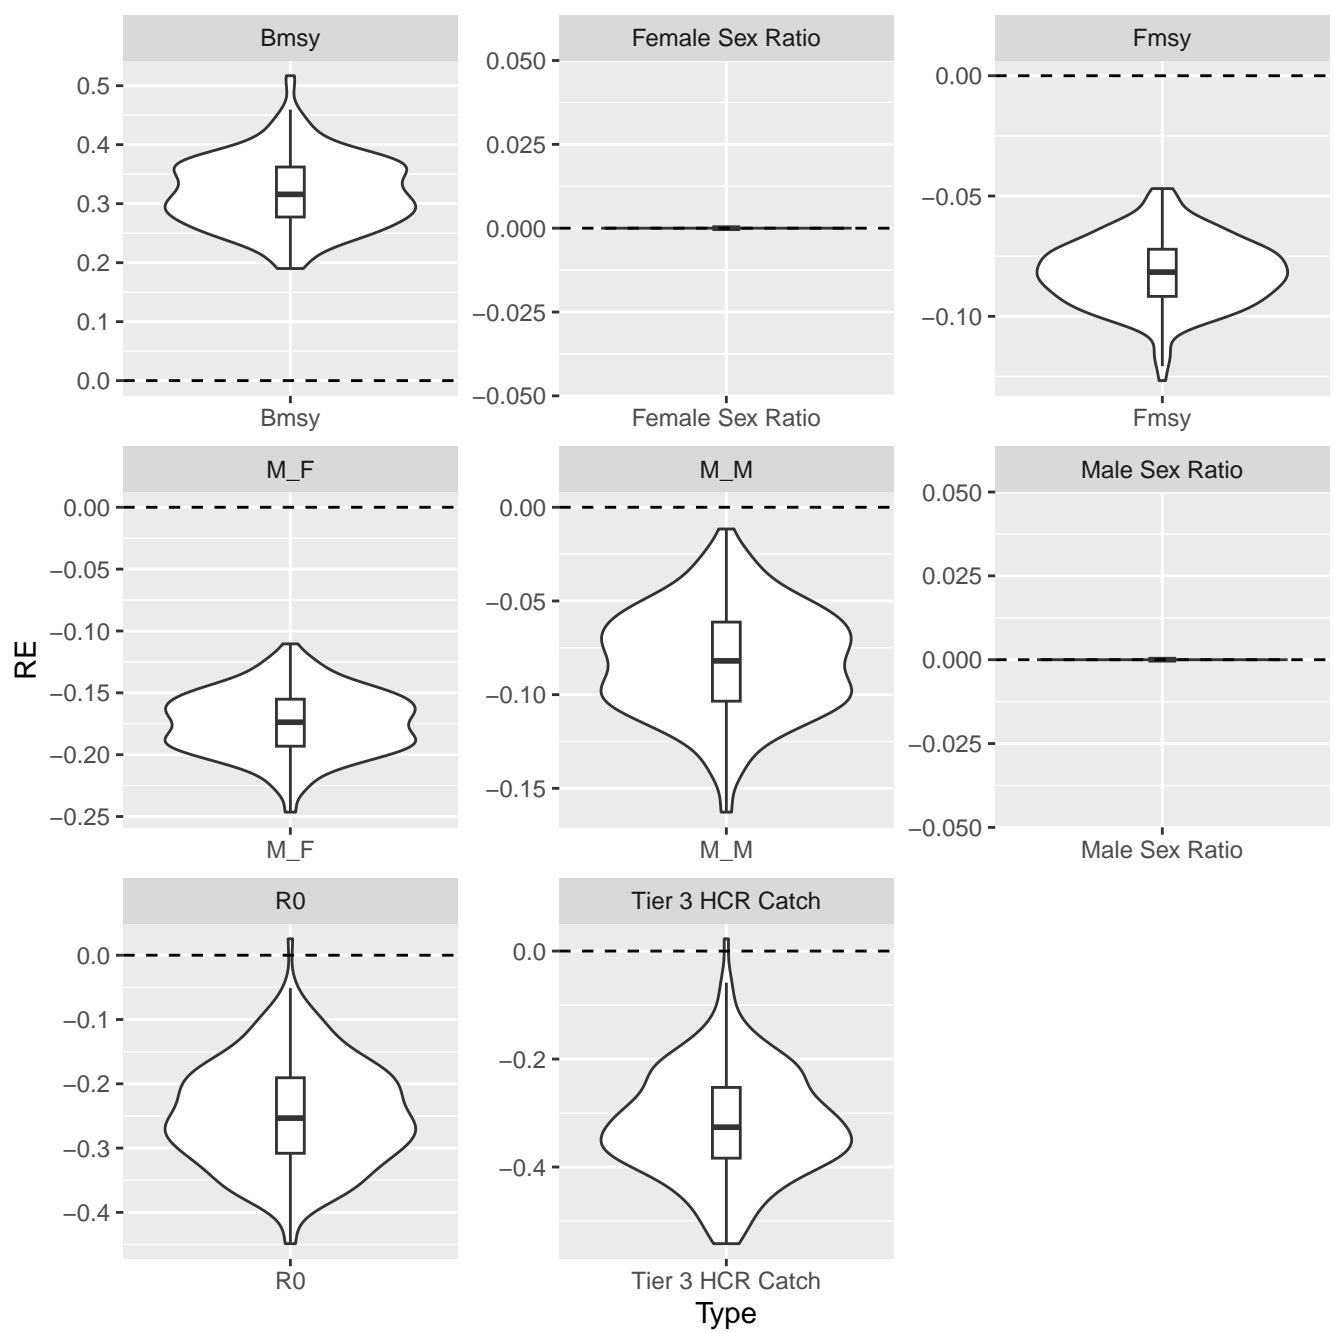 Bmsy
Female Sex Ratio
Fmsy
0.5
0.4
0.3
0.2
0.1
0.0
0.050
0.025
0.000
−0.025
−0.050
0.00
−0.05
−0.10
Bmsy
Female Sex Ratio
Fmsy
M_F
M_M
Male Sex Ratio
RE
0.00
−0.05
−0.10
−0.15
−0.20
−0.25
0.00
−0.05
−0.10
−0.15
0.050
0.025
0.000
−0.025
−0.050
M_F
M_M
Male Sex Ratio
R0
Tier 3 HCR Catch
0.0
−0.1
−0.2
−0.3
−0.4
0.0
−0.2
−0.4
R0
Tier 3 HCR Catch
Type